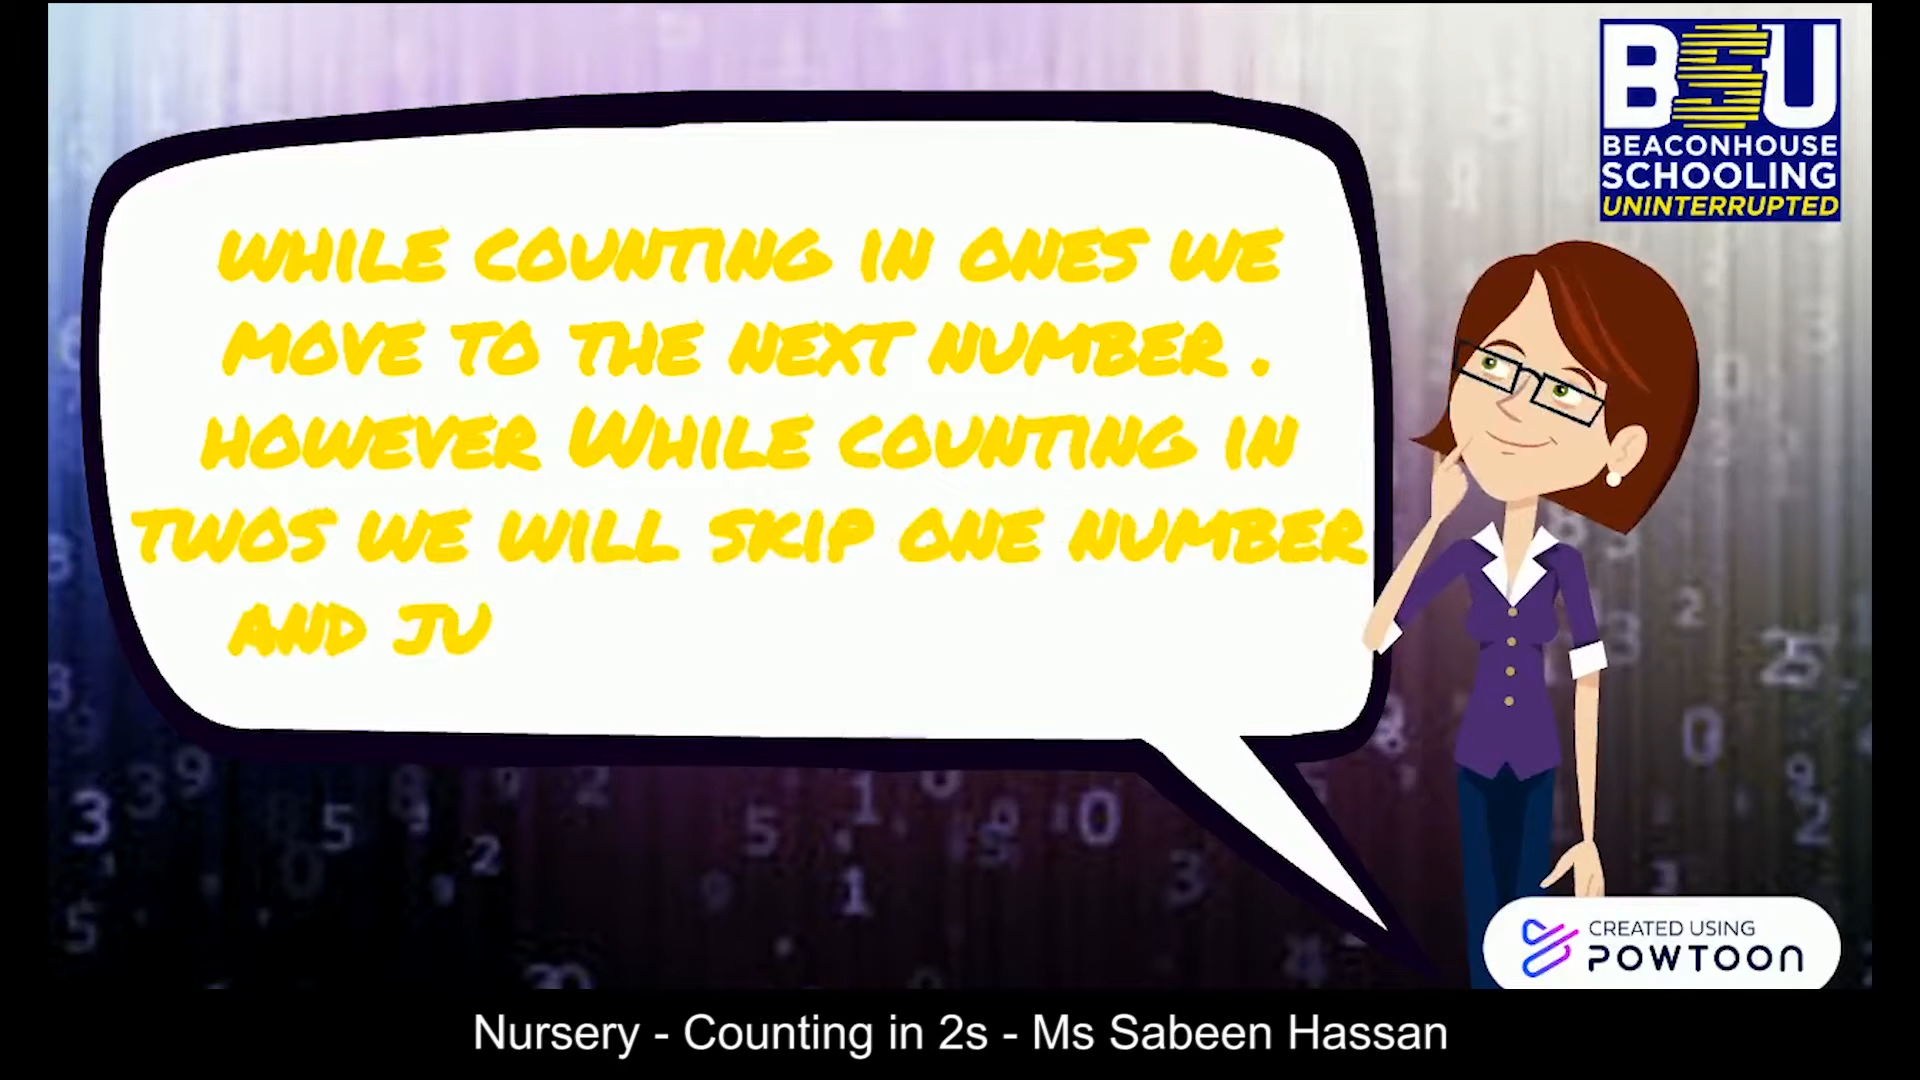 BSU
BEACONHOUSE
SCHOOLING
UNINTERRUPTED
WHILE COUNTING IN ONES WE
MOVE TO THE NEXT NUMBER .
HOWEVER WHILE COUNTING IN
TWOS WE WILL SKIP ONE NUMBER
AND JU
CREATED USING
POWTOON
Nursery - Counting in 2s - Ms Sabeen Hassan